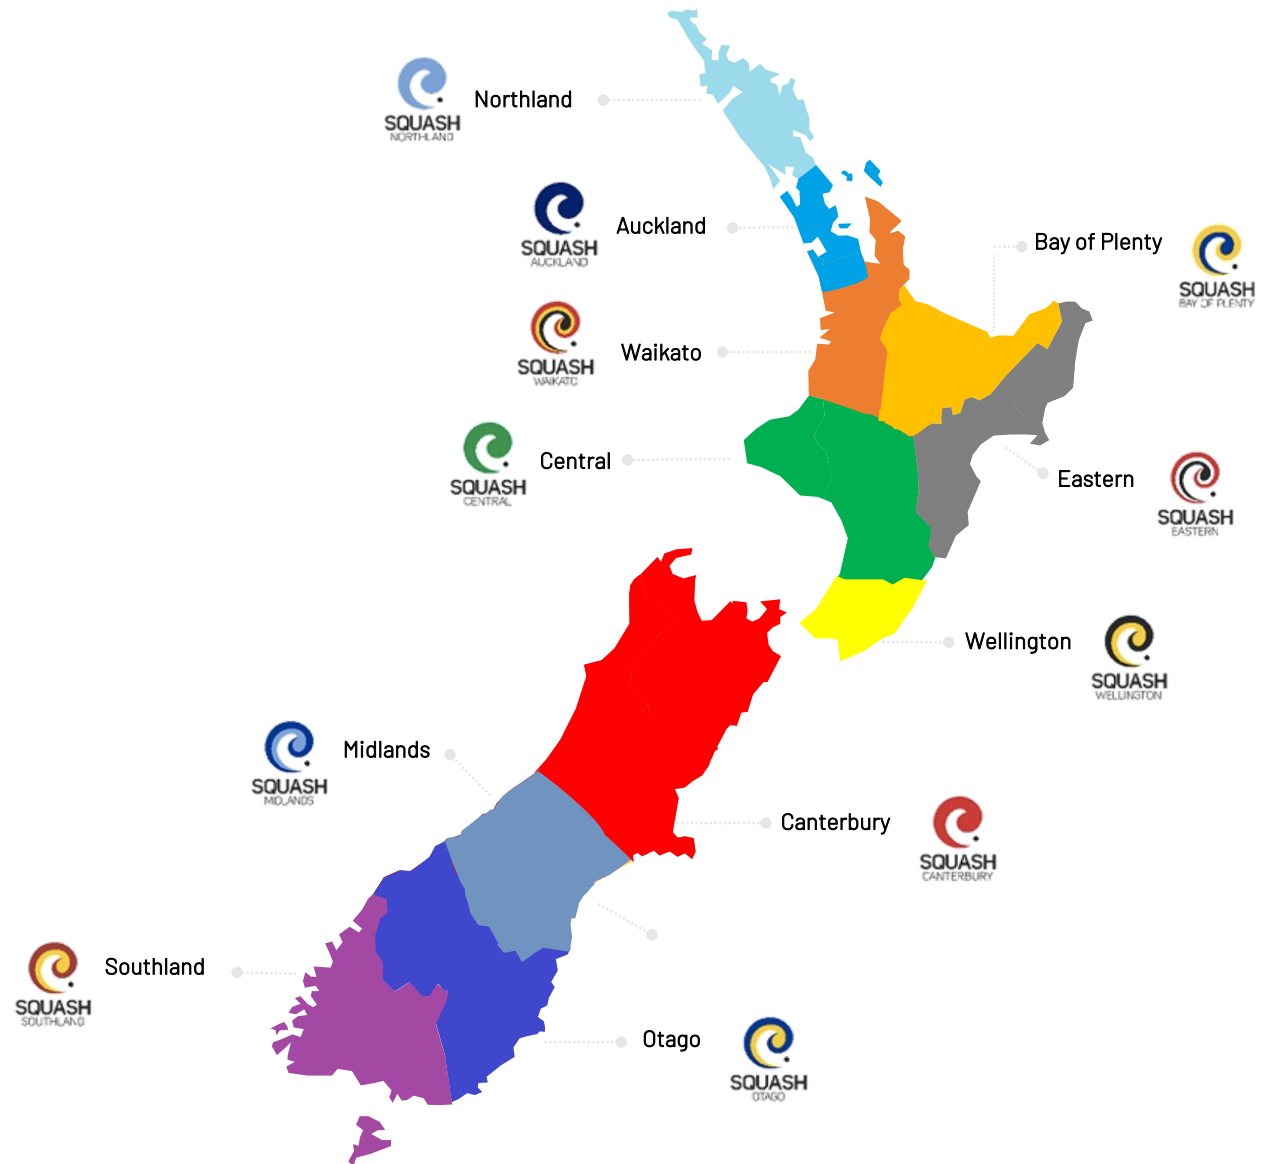 Northland
SQUASH
NORTHLAND
Auckland
SQUASH
AUCKLAND
Bay of Plenty
SQUASH
BAY OF PLENTY
Waikato
SQUASH
WAIKATO
Central
SQUASH
CENTRAL
Eastern
SQUASH
EASTERN
Wellington
SQUASH
WELLINGTON
Midlands
SQUASH
MIDLANDS
Canterbury
SQUASH
CANTERBURY
Southland
SQUASH
SOUTHLAND
Otago
SQUASH
OTAGO